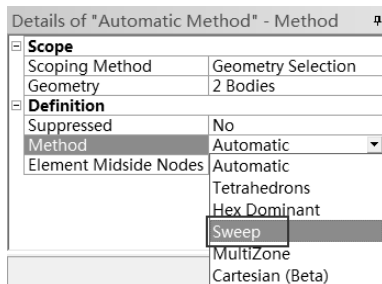 Details of "Automatic Method" - Method
Scope
Scoping Method Geometry Selection
Geometry 2 Bodies
Definition
Suppressed No
Method Automatic
Element Midside Nodes Automatic
Tetrahedrons
Hex Dominant
Sweep
MultiZone
Cartesian (Beta)